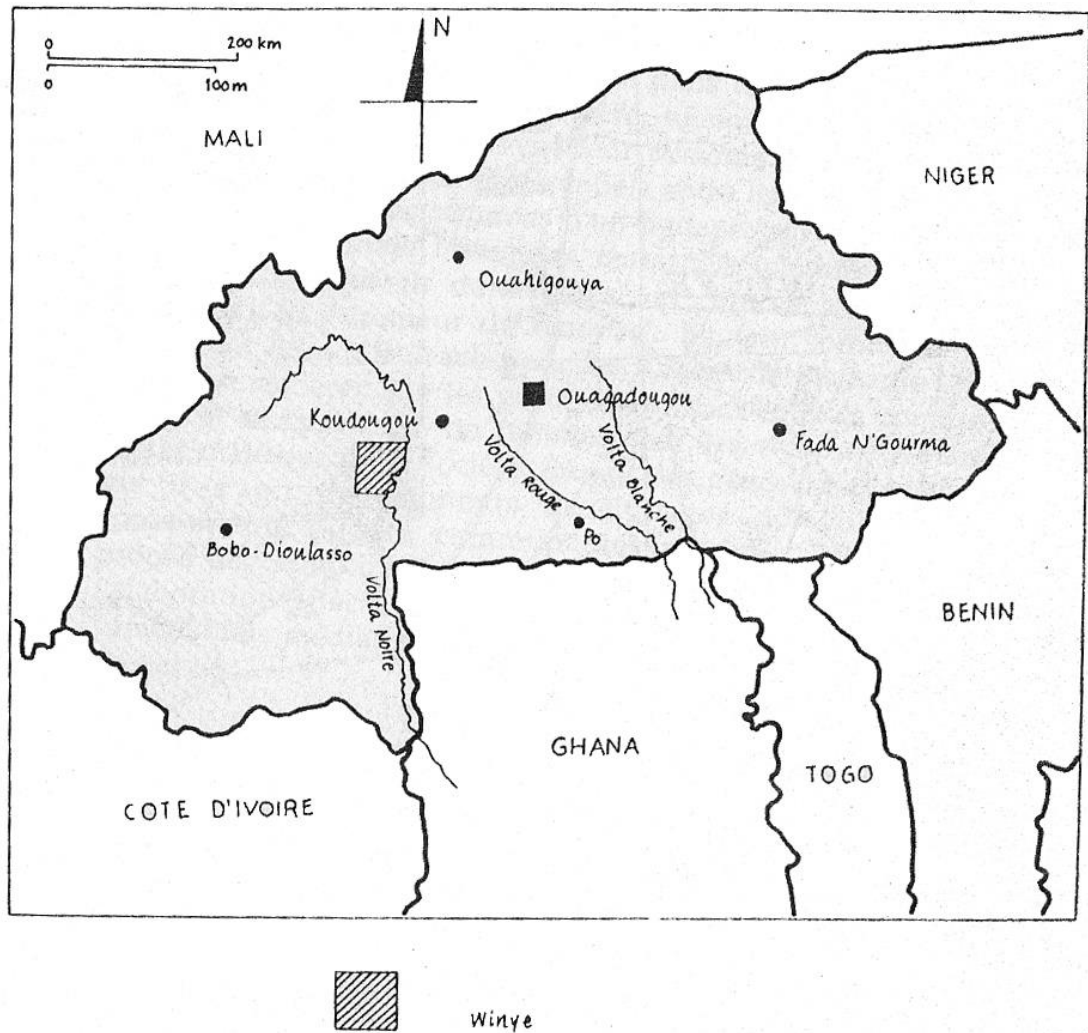 0 200 km
0 100m
N
MALI
NIGER
Ouahigouya
Ouagadougou
Koudougou
Fada N'Gourma
Volta Rouge
Volta Blanche
Po
Bobo-Dioulasso
Volta Noire
BENIN
GHANA
TOGO
COTE D'IVOIRE
Winye